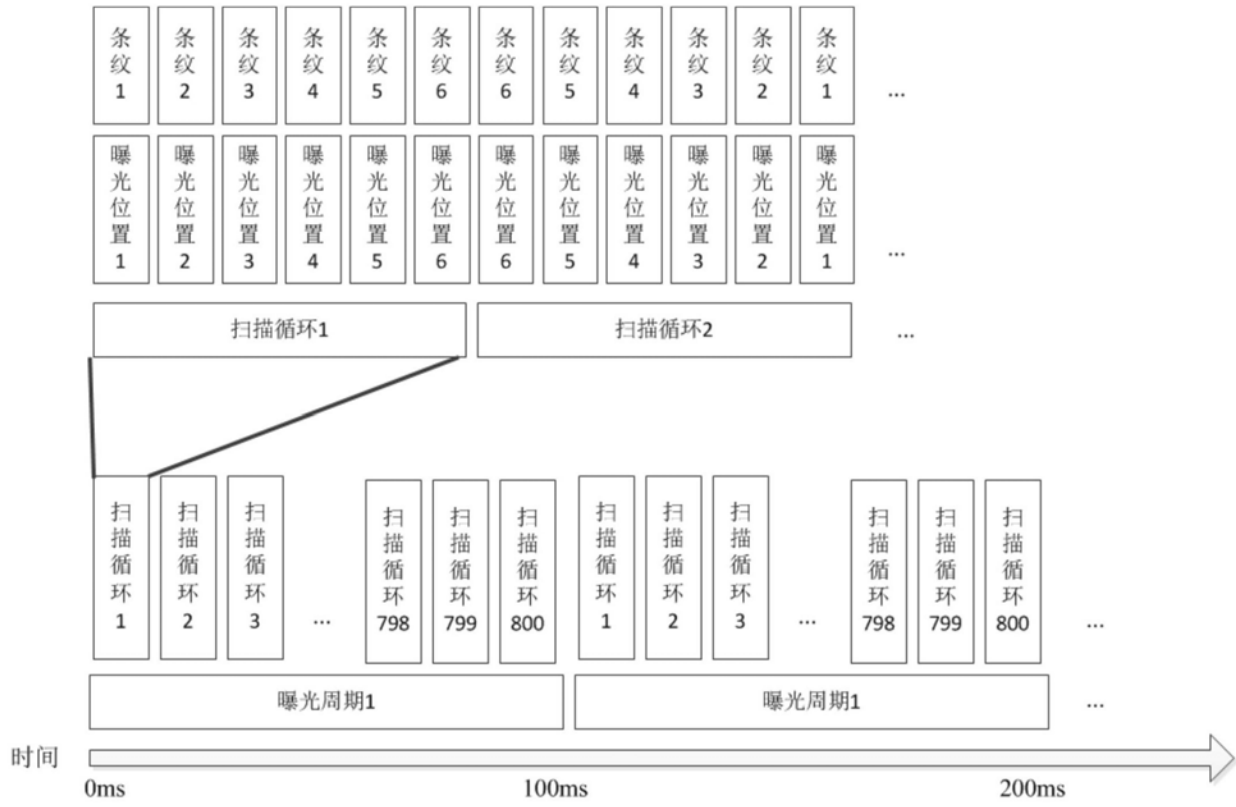 条纹1 条纹2 条纹3 条纹4 条纹5 条纹6 条纹6 条纹5 条纹4 条纹3 条纹2 条纹1 ...
曝光位置1 曝光位置2 曝光位置3 曝光位置4 曝光位置5 曝光位置6 曝光位置6 曝光位置5 曝光位置4 曝光位置3 曝光位置2 曝光位置1 ...
扫描循环1 扫描循环2 ...
扫描循环1 扫描循环2 扫描循环3 ... 扫描循环798 扫描循环799 扫描循环800 扫描循环1 扫描循环2 扫描循环3 ... 扫描循环798 扫描循环799 扫描循环800 ...
曝光周期1 曝光周期1 ...
时间
0ms 100ms 200ms